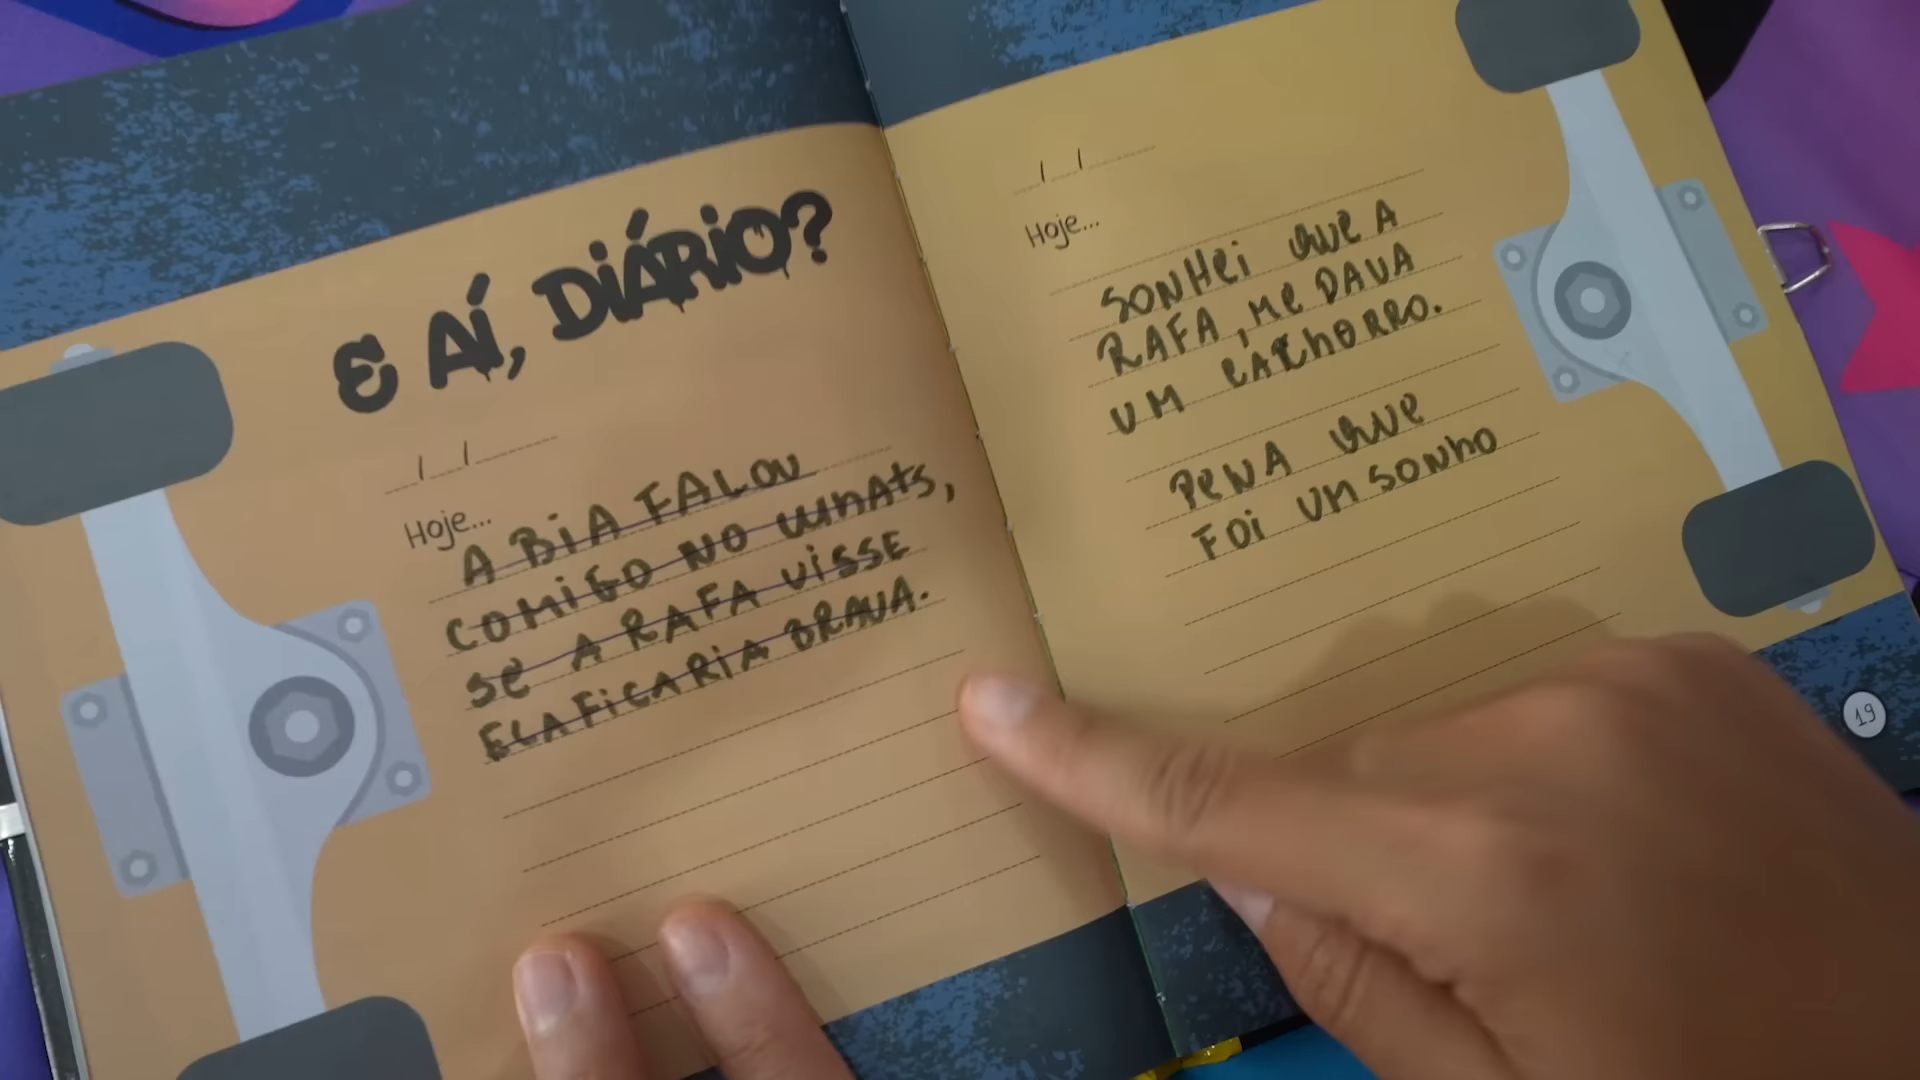 E AÍ, DIÁRIO?
/ /
Hoje...
A BIA FALOU
COMIGO NO WHATS,
SE A RAFA VISSE
ELA FICARIA BRAVA.
/ /
Hoje...
SONHEI QUE A
RAFA, ME DAVA
UM CACHORRO.
PENA QUE
FOI UM SONHO
19